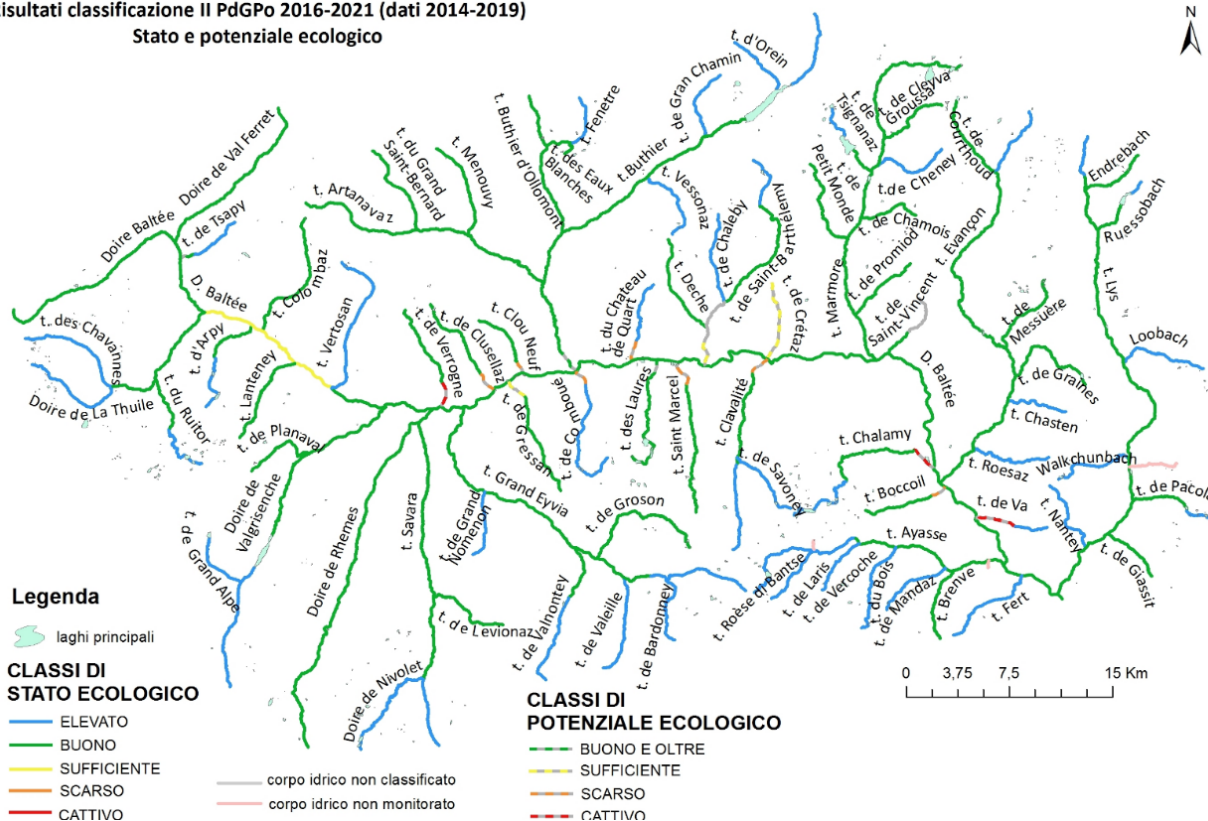 Risultati classificazione II PdGPo 2016-2021 (dati 2014-2019)
Stato e potenziale ecologico
N
t. d'Orein
t. de Gran Chamin
t. Fenetre
t. Buthier d'Ollomont
t. des Eaux
Blanches
t.Buthier
t. Menouvy
t. du Grand
Saint-Bernard
t. Artanavaz
Doire de Val Ferret
Doire Baltée
t. de Tsapy
D. Baltée
t. Colombaz
t. Vertosan
t. des Chavannes
t. d'Arpy
t. Lanteney
Doire de La Thuile
t. du Ruitor
t. de Planaval
t. de Verrogne
t. de Clusellaz
t. Clou Neuf
t. du Chateau
de Quart
t. Vessonaz
t. de Chaleby
t. Deche
t. de Saint-Barthélemy
t. de Crétaz
t. de
Tsignanaz
t. de Cleyva
Groussa
t. de
Courthoud
t. de
Petit Monde
t.de Cheney
t. de Chamois
t. de Promiod
t. Marmore
t. de
Saint-Vincent
t. Evançon
Endrebach
Ruessobach
t. Lys
Loobach
t. de
Messuère
t. de Graines
t. Chasten
D. Baltée
t. Chalamy
t. Boccoil
t. Roesaz
Walkchunbach
t. de Va
t. Nantey
t. de Pacola
t. de Giassit
t. Ayasse
t. Fert
t. Brenve
t. de Mandaz
t. du Bois
t. de Vercoche
t. de Laris
t. Roèse di Bantse
t. de Savoney
t. Clavalité
t. Saint Marcel
t. des Laures
t. de Comboué
t. de Gressan
t. Grand Eyvia
t. de Groson
t. de Grand
Nomenon
t. Savara
Doire de Rhemes
Doire de
Valgrisenche
t. de Grand Alpe
t. de Levionaz
Doire de Nivolet
t. de Valnontey
t. de Valeille
t. de Bardonney
0 3,75 7,5 15 Km
Legenda
laghi principali
CLASSI DI
STATO ECOLOGICO
ELEVATO
BUONO
SUFFICIENTE
SCARSO
CATTIVO
corpo idrico non classificato
corpo idrico non monitorato
CLASSI DI
POTENZIALE ECOLOGICO
BUONO E OLTRE
SUFFICIENTE
SCARSO
CATTIVO